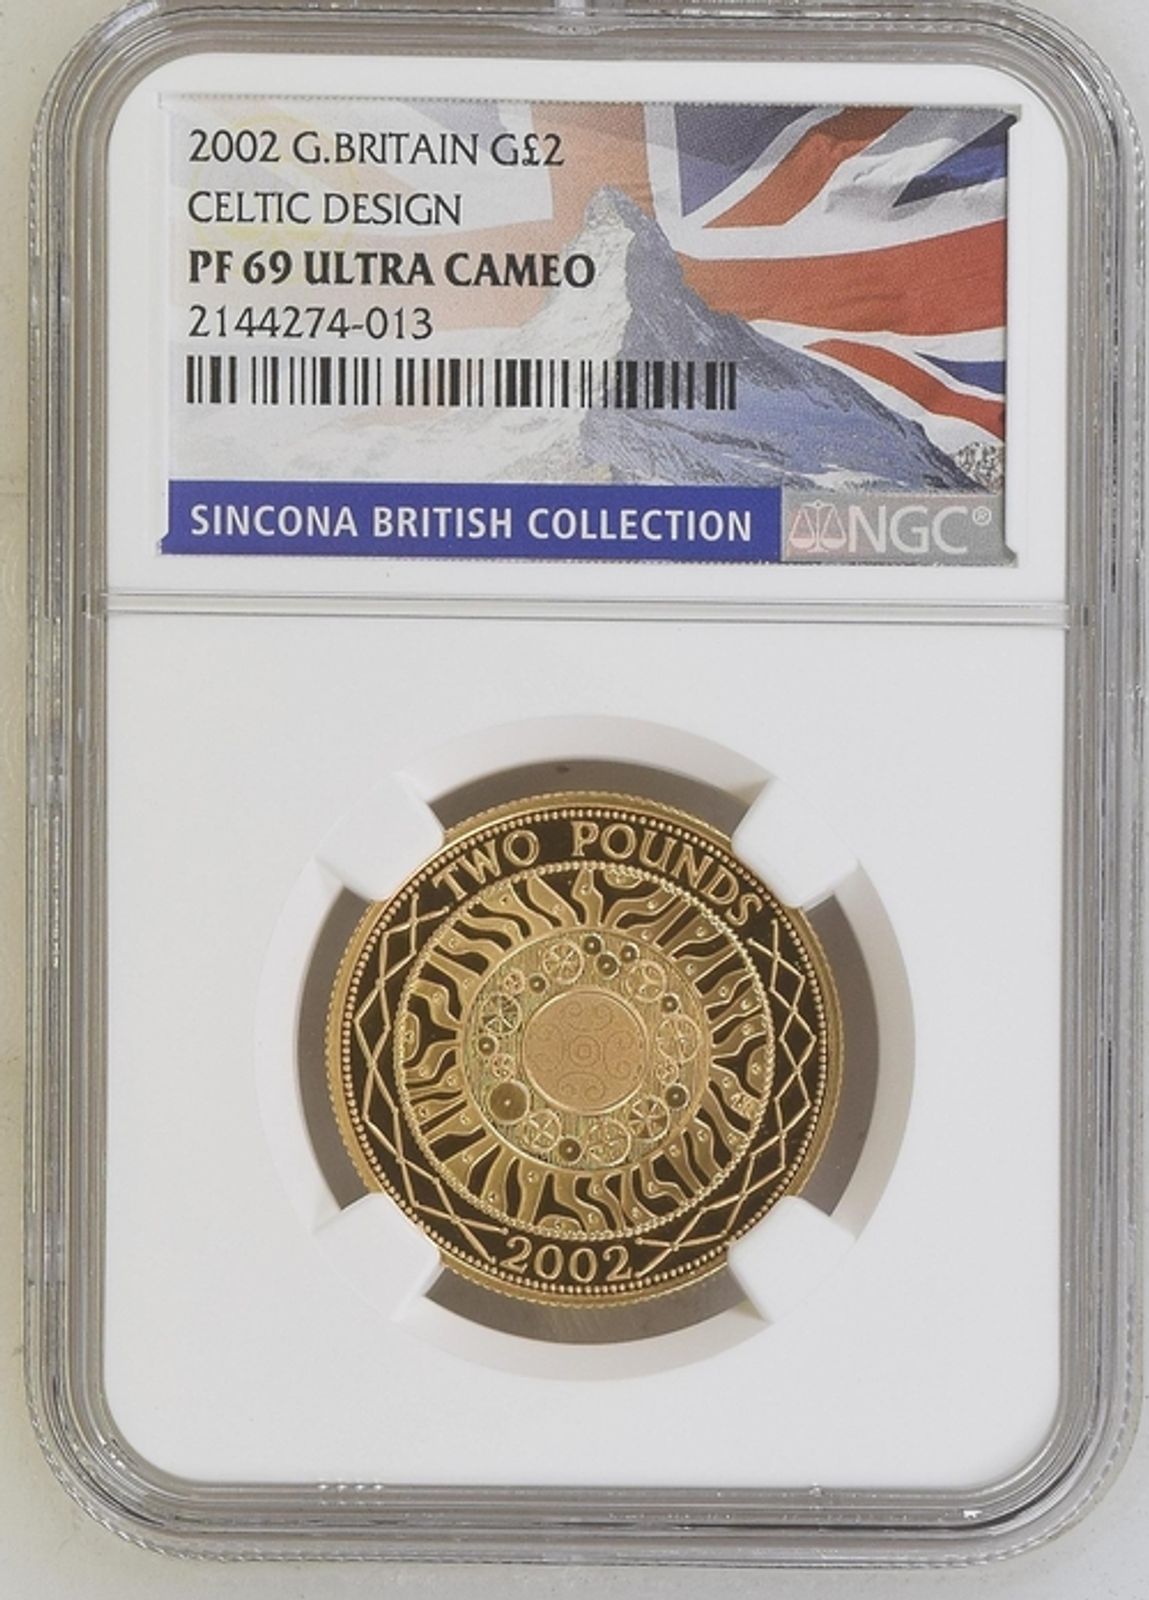 2002 G.BRITAIN G£2
CELTIC DESIGN
PF 69 ULTRA CAMEO
2144274-013
SINCONA BRITISH COLLECTION
NGC®
TWO POUNDS
2002